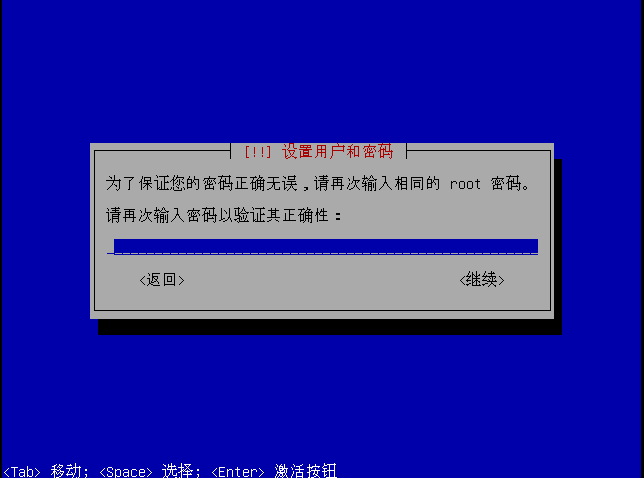 [!!] 设置用户和密码
为了保证您的密码正确无误，请再次输入相同的 root 密码。
请再次输入密码以验证其正确性：
<返回> <继续>
<Tab> 移动; <Space> 选择; <Enter> 激活按钮